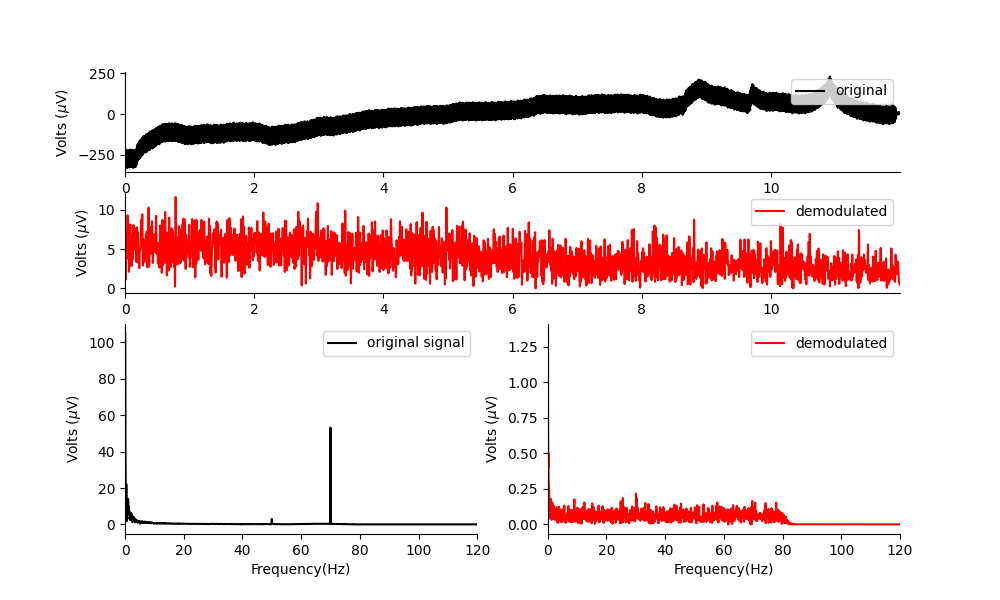 250
0
−250
Volts (μV)
original
0 2 4 6 8 10
10
5
0
Volts (μV)
demodulated
0 2 4 6 8 10
100
80
60
40
20
0
Volts (μV)
original signal
0 20 40 60 80 100 120
Frequency(Hz)
1.25
1.00
0.75
0.50
0.25
0.00
Volts (μV)
demodulated
0 20 40 60 80 100 120
Frequency(Hz)